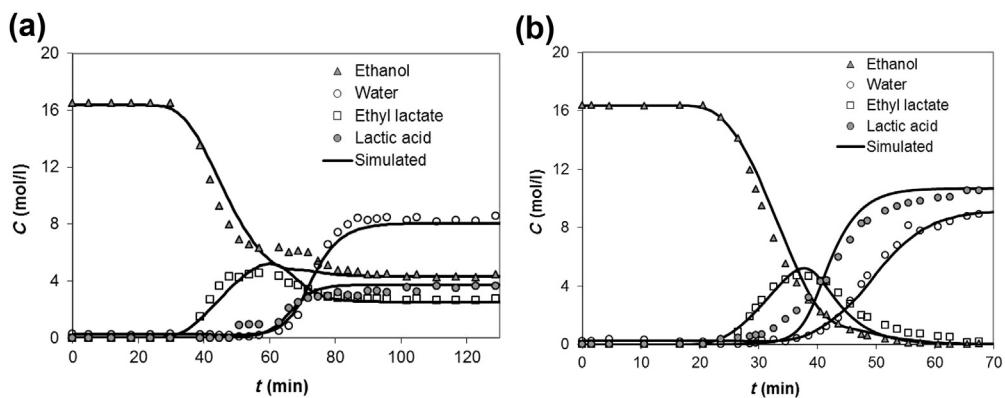 (a)
20
16
12
8
4
0
C (mol/l)
Ethanol
Water
Ethyl lactate
Lactic acid
Simulated
0 20 40 60 80 100 120
t (min)
(b)
20
16
12
8
4
0
C (mol/l)
Ethanol
Water
Ethyl lactate
Lactic acid
Simulated
0 10 20 30 40 50 60 70
t (min)